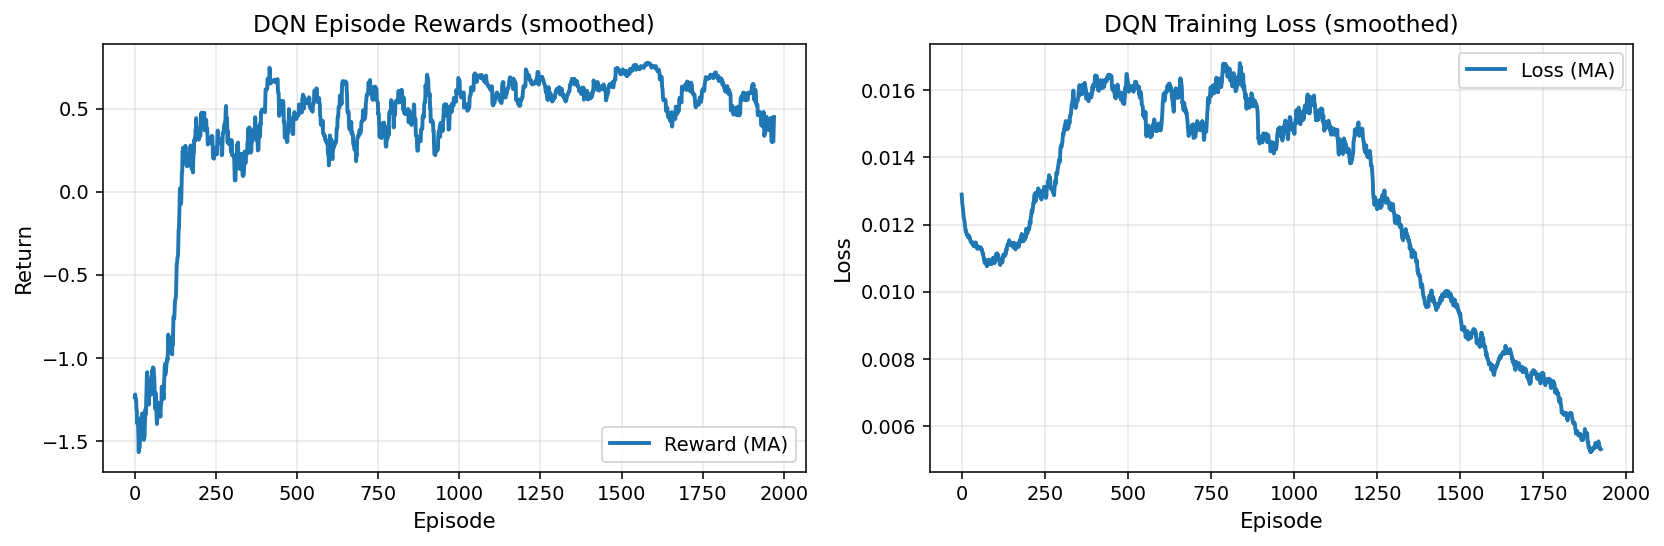 DQN Episode Rewards (smoothed)
0.5
0.0
−0.5
−1.0
−1.5
Return
Reward (MA)
0 250 500 750 1000 1250 1500 1750 2000
Episode
DQN Training Loss (smoothed)
Loss (MA)
0.016
0.014
0.012
0.010
0.008
0.006
Loss
0 250 500 750 1000 1250 1500 1750 2000
Episode